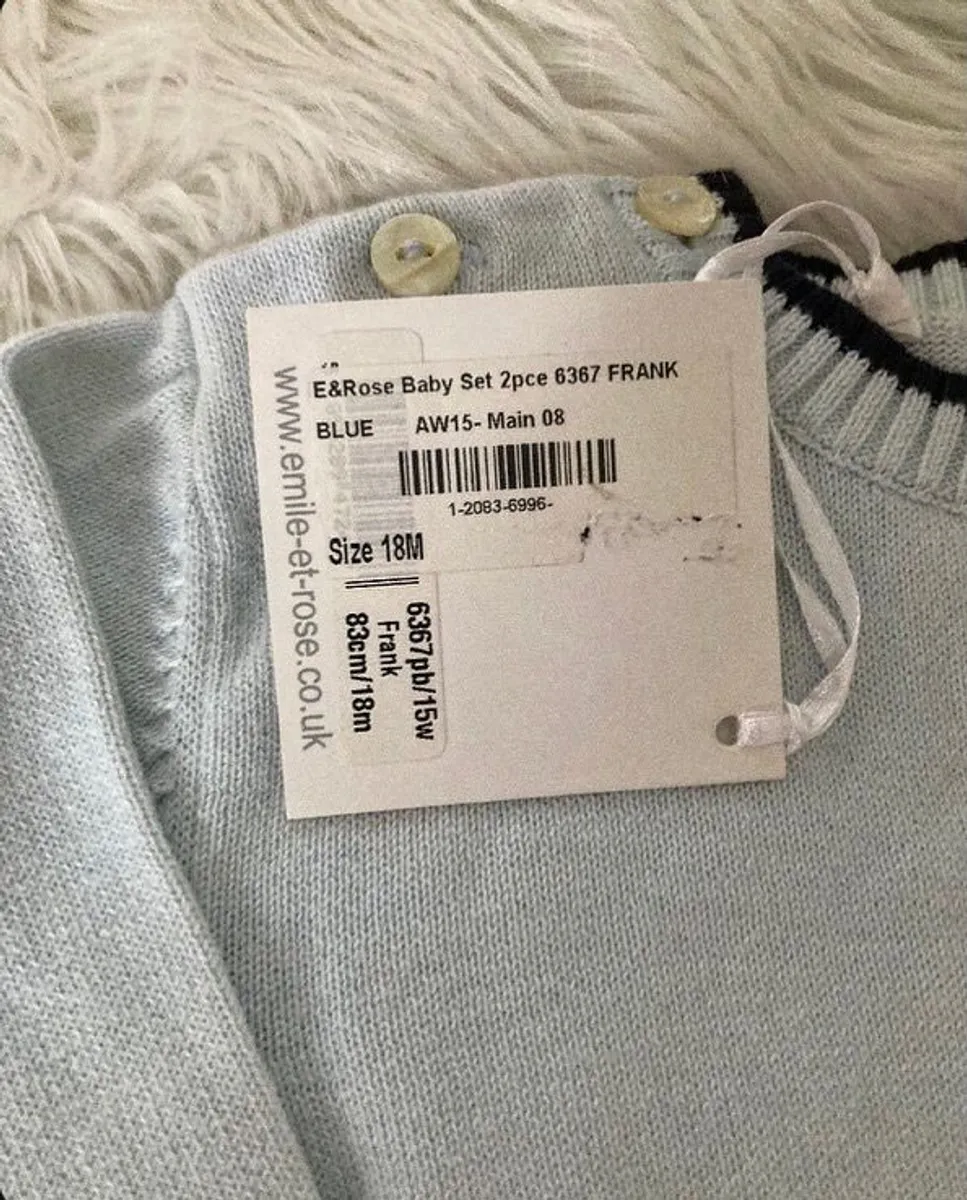 E&Rose Baby Set 2pce 6367 FRANK
BLUE AW15- Main 08
1-2083-6996-
Size 18M
6367pb/15w
Frank
83cm/18m
www.emile-et-rose.co.uk